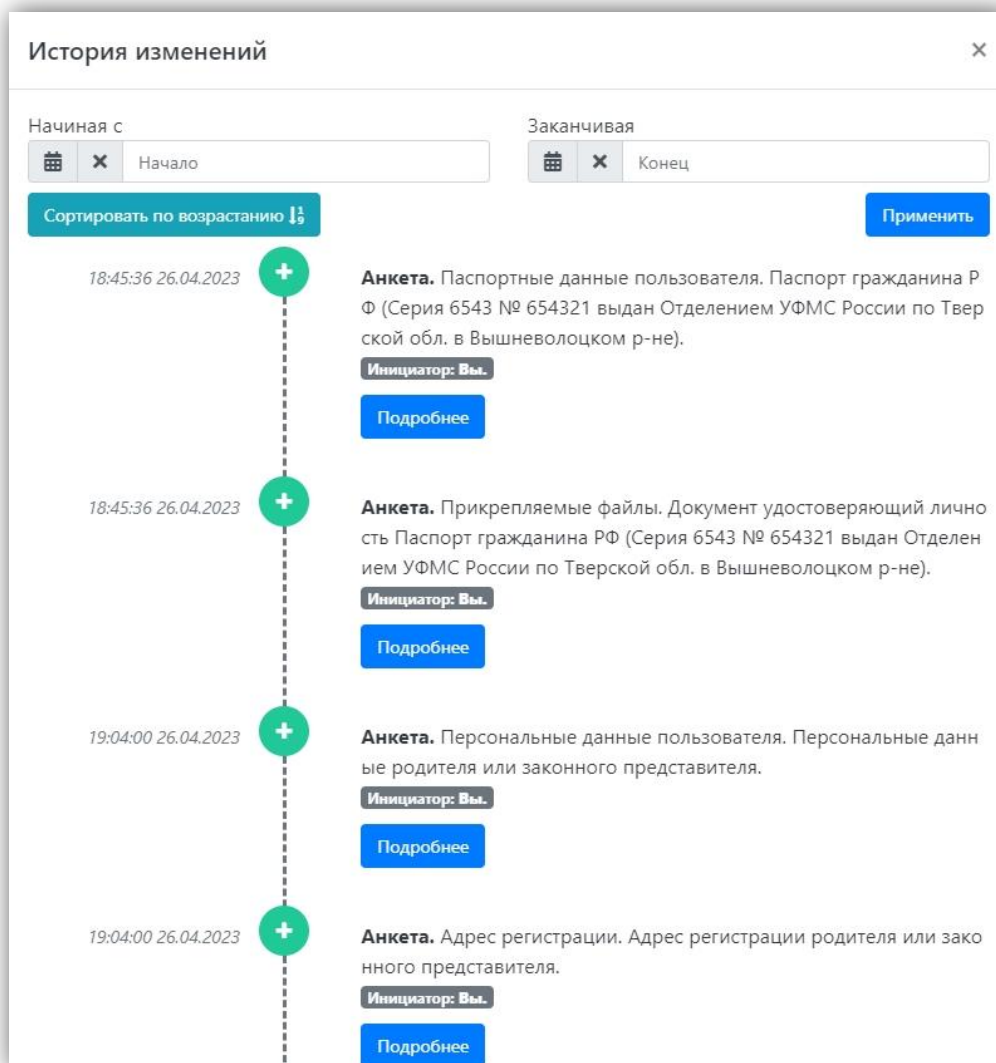 История изменений
Начиная с
Заканчивая
Начало
Конец
Сортировать по возрастанию
Применить
18:45:36 26.04.2023
Анкета. Паспортные данные пользователя. Паспорт гражданина Р
Ф (Серия 6543 № 654321 выдан Отделением УФМС России по Твер
ской обл. в Вышневолоцком р-не).
Инициатор: Вы.
Подробнее
18:45:36 26.04.2023
Анкета. Прикрепляемые файлы. Документ удостоверяющий лично
сть Паспорт гражданина РФ (Серия 6543 № 654321 выдан Отделен
ием УФМС России по Тверской обл. в Вышневолоцком р-не).
Инициатор: Вы.
Подробнее
19:04:00 26.04.2023
Анкета. Персональные данные пользователя. Персональные данн
ые родителя или законного представителя.
Инициатор: Вы.
Подробнее
19:04:00 26.04.2023
Анкета. Адрес регистрации. Адрес регистрации родителя или зако
нного представителя.
Инициатор: Вы.
Подробнее